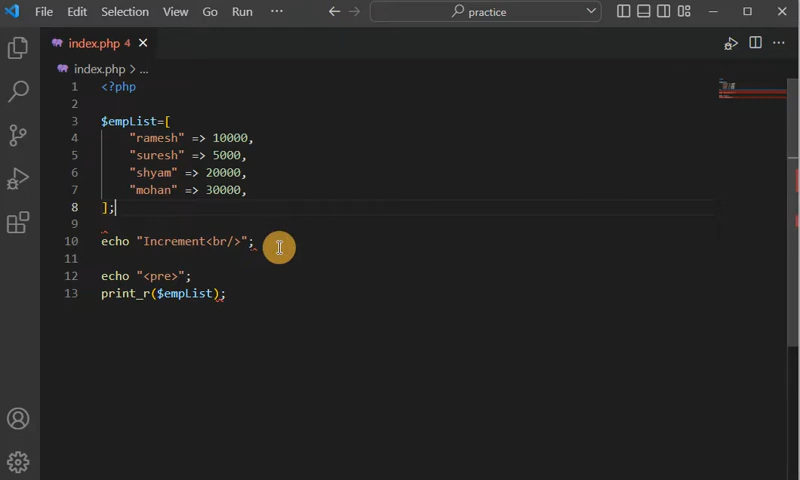 File Edit Selection View Go Run ··· practice
index.php 4
index.php > ...
1 <?php
2
3 $empList=[
4 "ramesh" => 10000,
5 "suresh" => 5000,
6 "shyam" => 20000,
7 "mohan" => 30000,
8 ];
9
10 echo "Increment<br/>";
11
12 echo "<pre>";
13 print_r($empList);